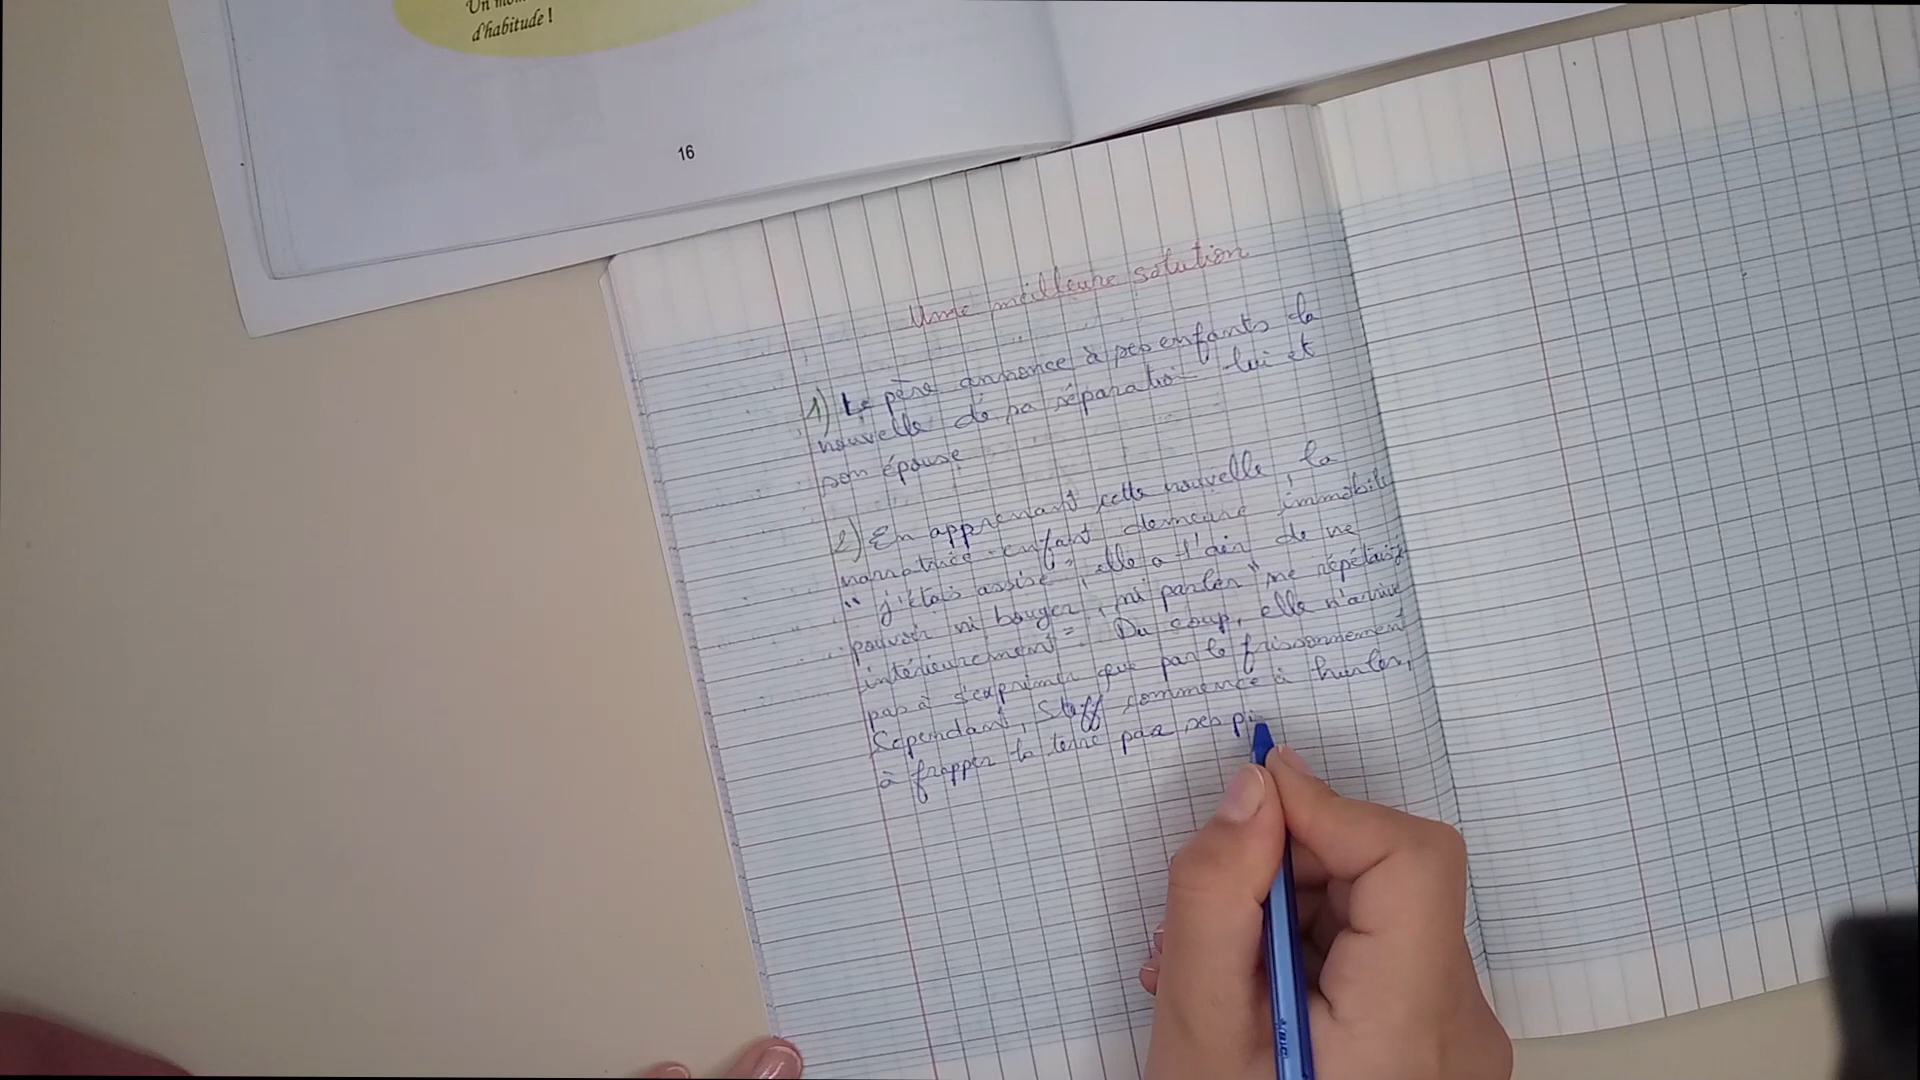 Un
d'habitude !
16
Une meilleure solution
1) Le père annonce à ses enfants la
nouvelle de sa séparation lui et
son épouse
2) En apprenant cette nouvelle, la
narratrice-enfant demeure immobile
" j'étais assise", elle a l'air de ne
pouvoir ni bouger, ni parler "me répétais-je
intérieurement". Du coup, elle n'arrive
pas à s'exprimer que par le frissonnement
Cependant, Steff commence à hurler,
à frapper la terre par ses pi
BIC